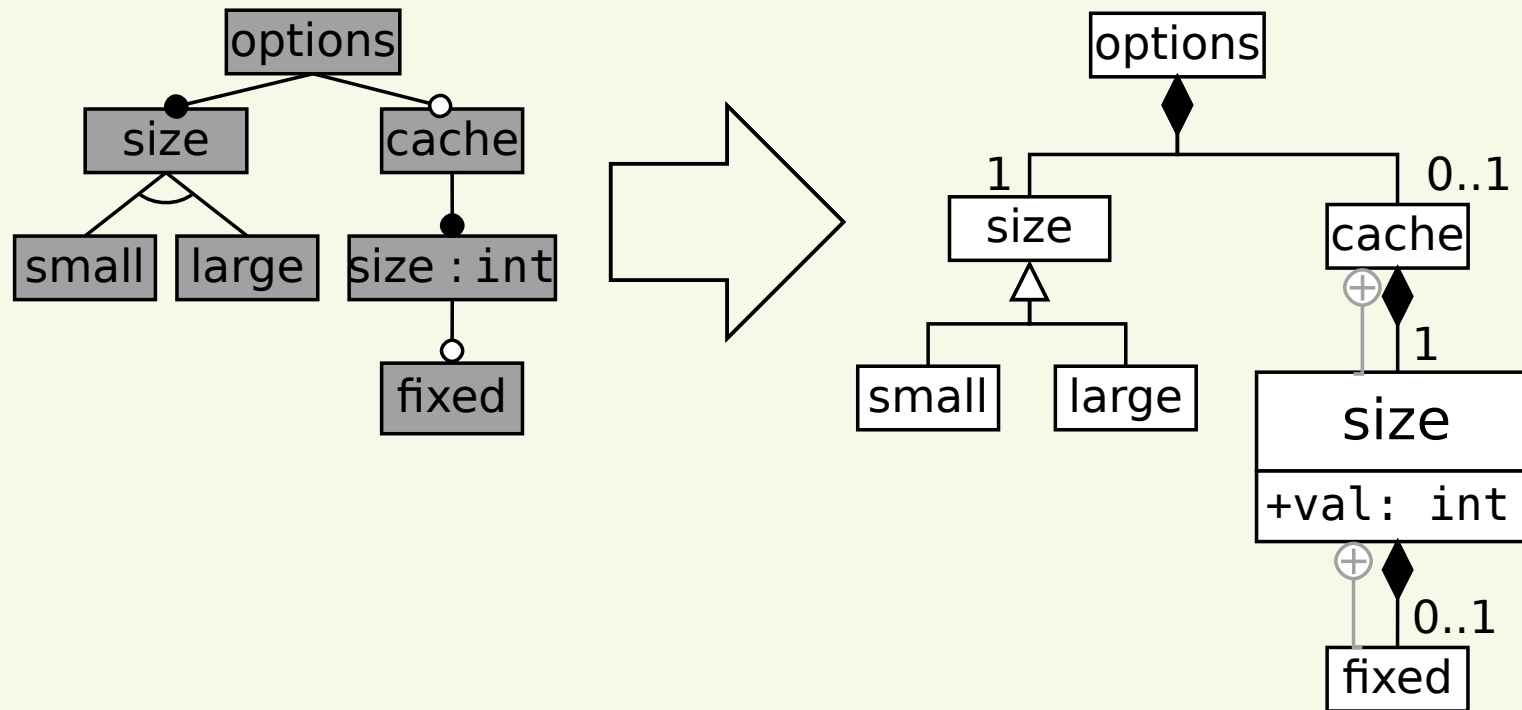 options
size
cache
small
large
size : int
fixed
options
1
0..1
size
cache
1
small
large
size
+val: int
0..1
fixed